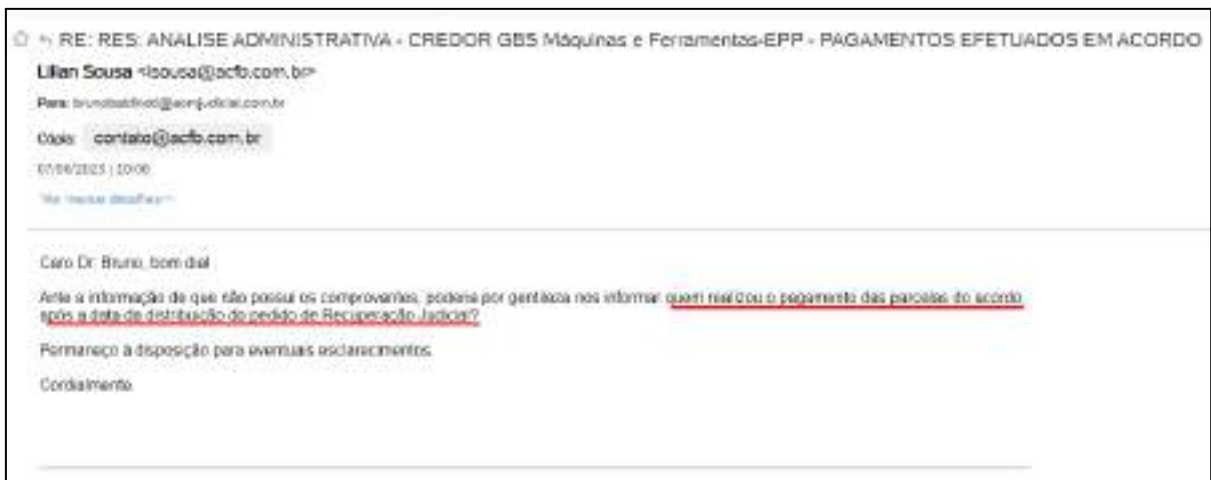 RE: RES: ANALISE ADMINISTRATIVA - CREDOR GBS Máquinas e Ferramentas-EPP - PAGAMENTOS EFETUADOS EM ACORDO
Lilian Sousa <lsousa@acfb.com.br>
Para:
Cópia: contato@acfb.com.br
Caro Dr. Bruno, bom dia!
Ante a informação de que não possui os comprovantes, poderia por gentileza nos informar quem realizou o pagamento das parcelas do acordo
após a data da distribuição do pedido de Recuperação Judicial?
Permaneço à disposição para eventuais esclarecimentos.
Cordialmente